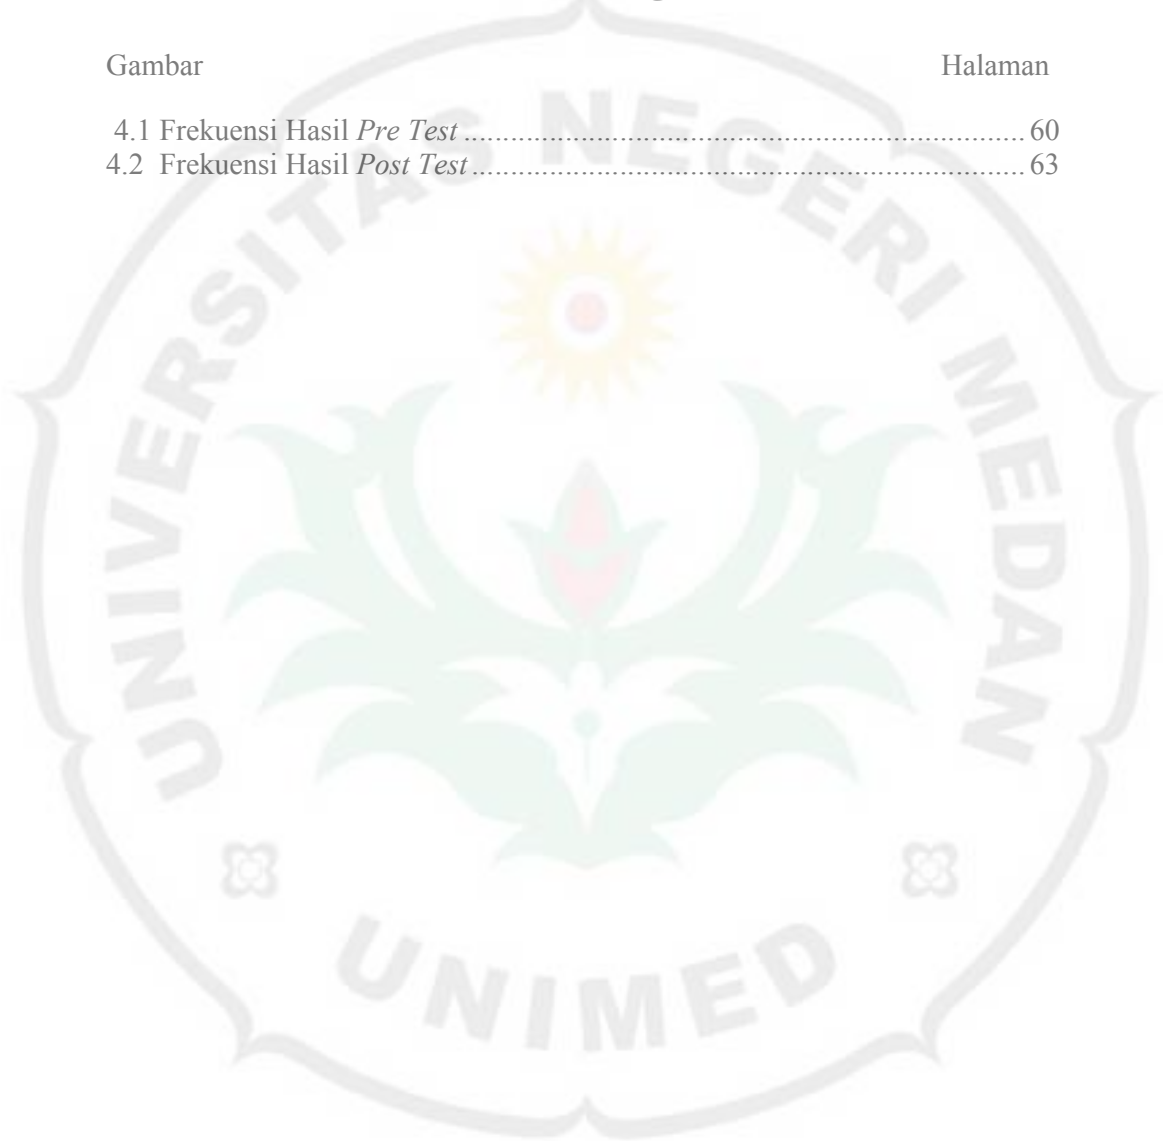 Gambar Halaman
4.1 Frekuensi Hasil Pre Test ........................................................................... 60
4.2 Frekuensi Hasil Post Test .......................................................................... 63
UNIVERSITAS NEGERI MEDAN
UNIMED